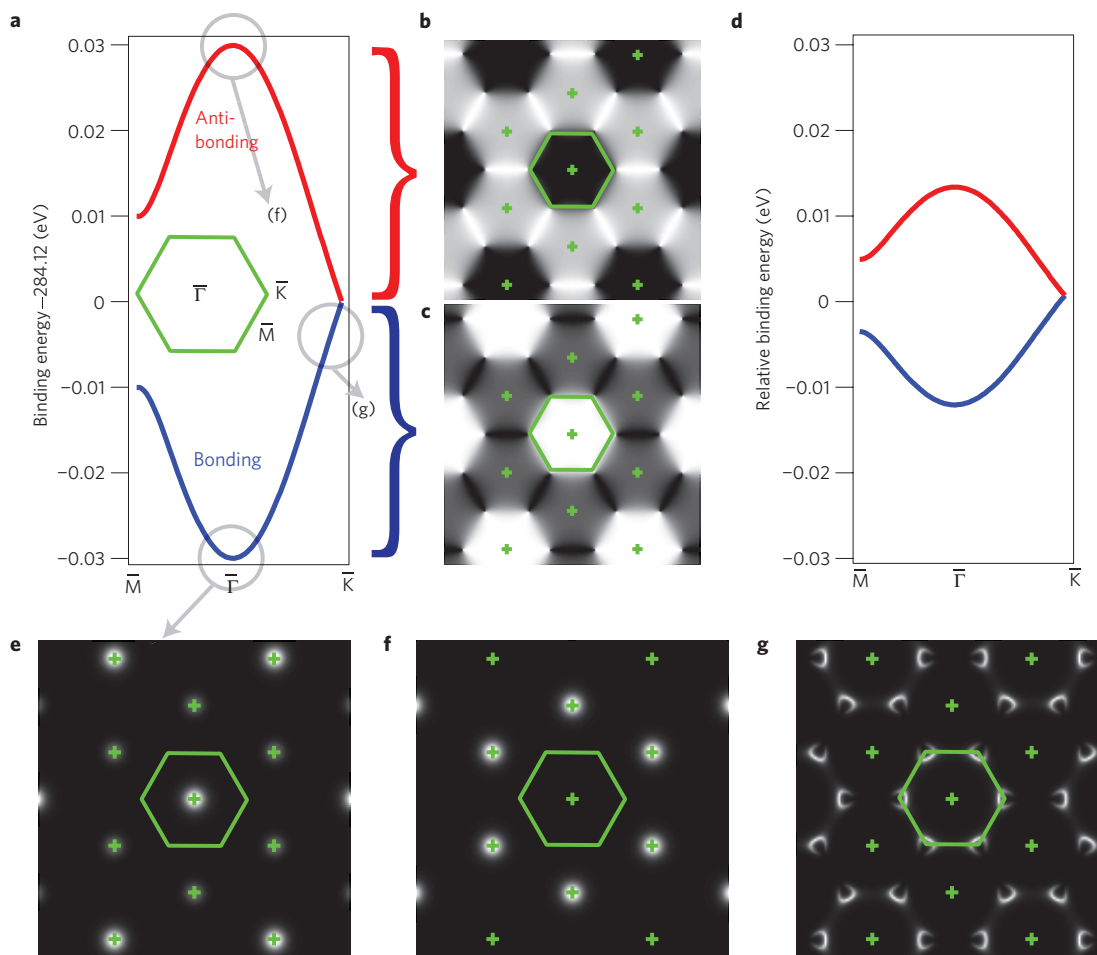 a
Binding energy—284.12 (eV)
0.03
0.02
0.01
0
−0.01
−0.02
−0.03
Anti-
bonding
(f)
Γ̅
K̅
M̅
(g)
Bonding
M̅
Γ̅
K̅
b
c
d
Relative binding energy (eV)
0.03
0.02
0.01
0
−0.01
−0.02
−0.03
M̅
Γ̅
K̅
e
f
g